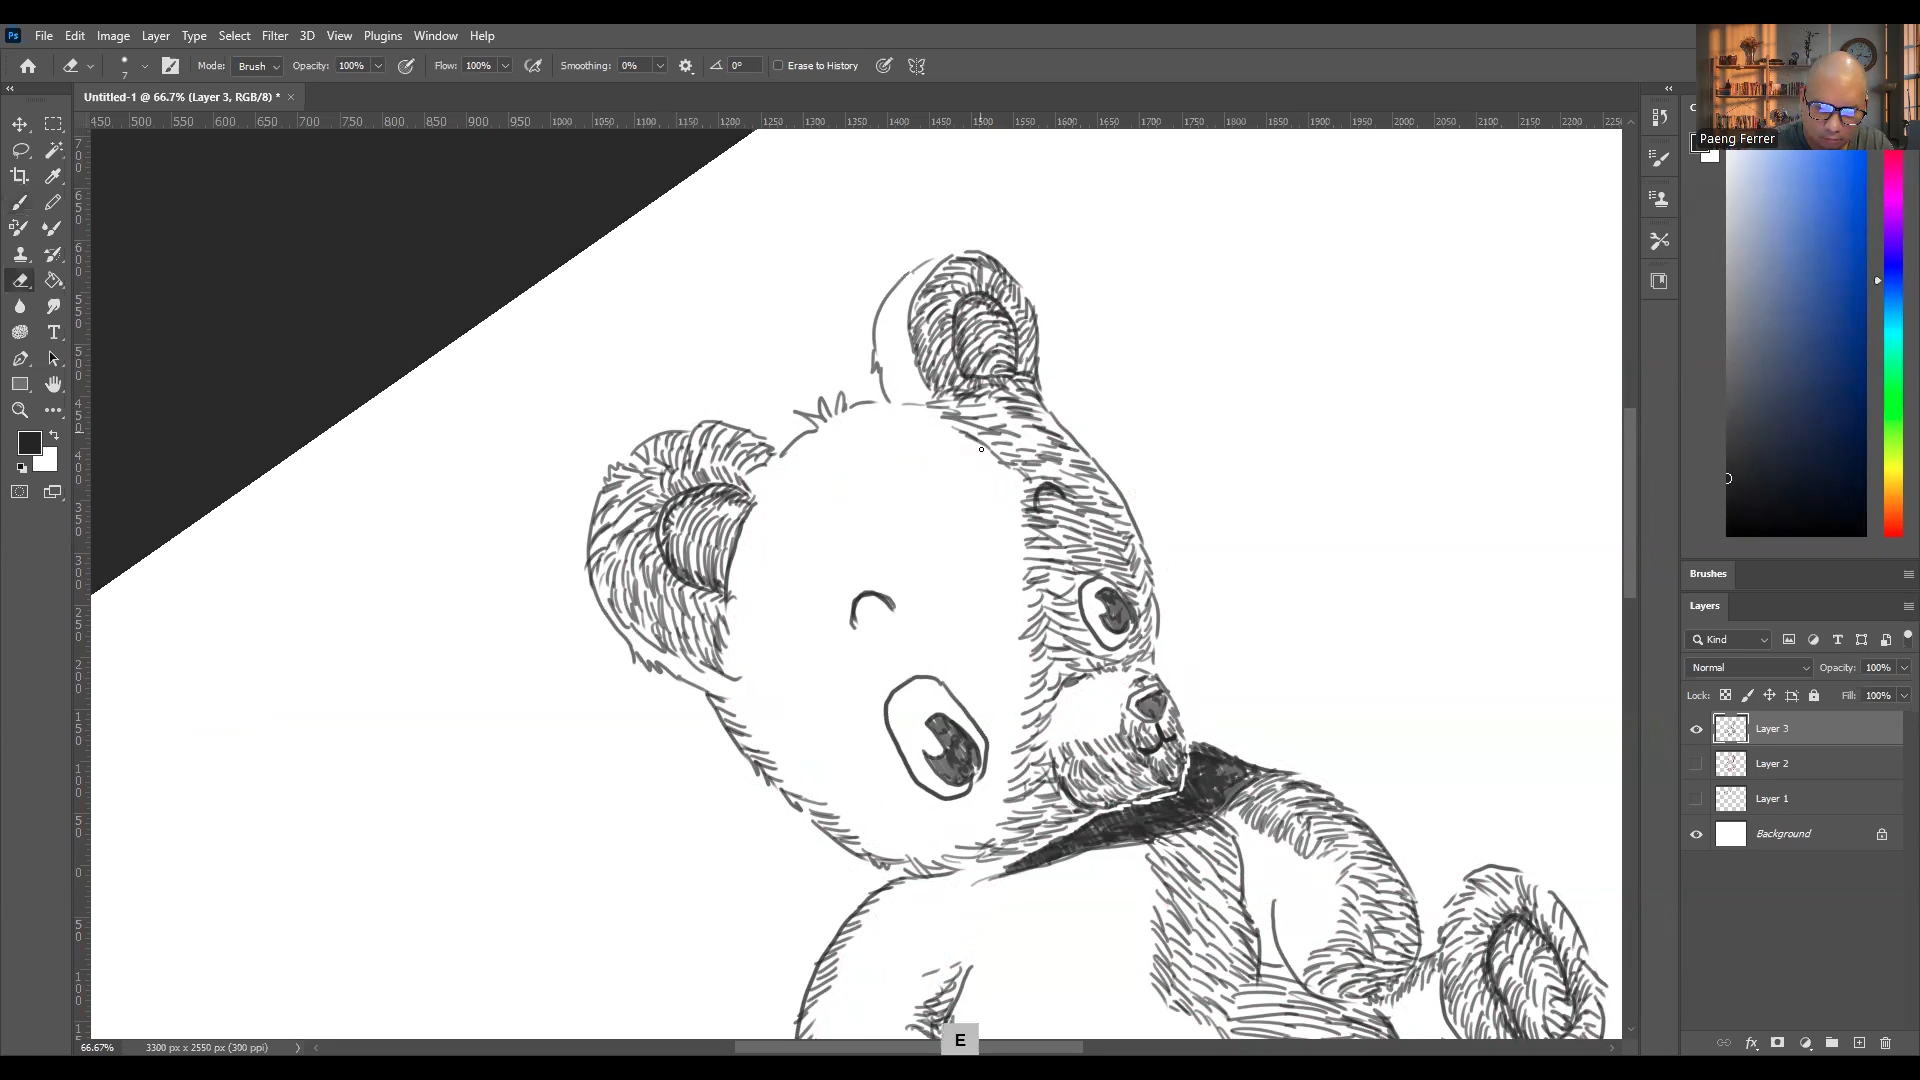 Ps File Edit Image Layer Type Select Filter 3D View Plugins Window Help
7 Mode: Brush Opacity: 100% Flow: 100% Smoothing: 0% 0° Erase to History
Untitled-1 @ 66.7% (Layer 3, RGB/8) * ×
450 500 550 600 650 700 750 800 850 900 950 1000 1050 1100 1150 1200 1250 1300 1350 1400 1450 1500 1550 1600 1650 1700 1750 1800 1850 1900 1950 2000 2050 2100 2150 2200
Paeng Ferrer
Brushes
Layers
Kind
Normal Opacity: 100%
Lock: Fill: 100%
Layer 3
Layer 2
Layer 1
Background
fx
E
66.67% 3300 px x 2550 px (300 ppi)